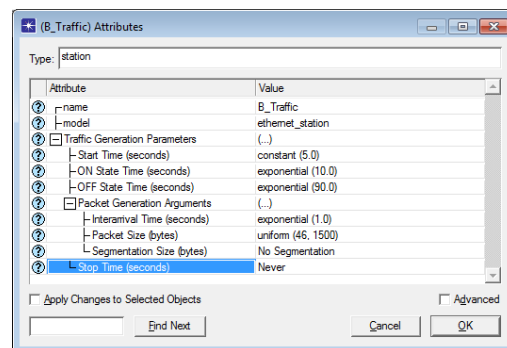 (B_Traffic) Attributes
Type: station
Attribute Value
name B_Traffic
model ethernet_station
Traffic Generation Parameters (...)
Start Time (seconds) constant (5.0)
ON State Time (seconds) exponential (10.0)
OFF State Time (seconds) exponential (90.0)
Packet Generation Arguments (...)
Interarrival Time (seconds) exponential (1.0)
Packet Size (bytes) uniform (46, 1500)
Segmentation Size (bytes) No Segmentation
Stop Time (seconds) Never
Apply Changes to Selected Objects Advanced
Find Next Cancel OK